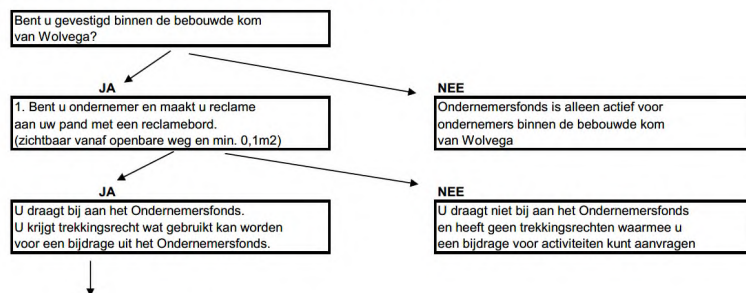 Bent u gevestigd binnen de bebouwde kom
van Wolvega?
JA
NEE
1. Bent u ondernemer en maakt u reclame
aan uw pand met een reclamebord.
(zichtbaar vanaf openbare weg en min. 0,1m2)
Ondernemersfonds is alleen actief voor
ondernemers binnen de bebouwde kom
van Wolvega
JA
NEE
U draagt bij aan het Ondernemersfonds.
U krijgt trekkingsrecht wat gebruikt kan worden
voor een bijdrage uit het Ondernemersfonds.
U draagt niet bij aan het Ondernemersfonds
en heeft geen trekkingsrechten waarmee u
een bijdrage voor activiteiten kunt aanvragen